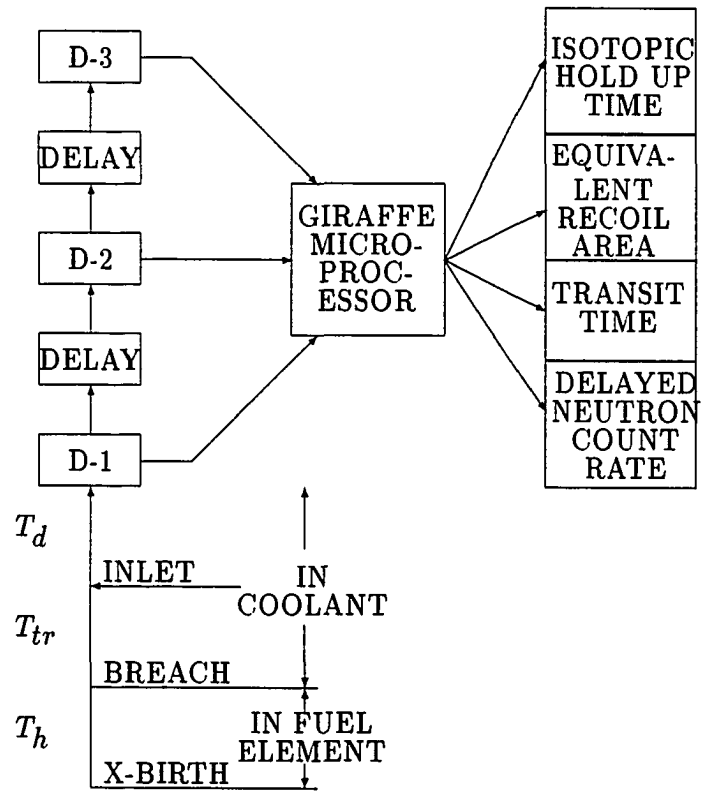 D-3
DELAY
D-2
DELAY
D-1
GIRAFFE
MICRO-
PROC-
ESSOR
ISOTOPIC
HOLD UP
TIME
EQUIVA-
LENT
RECOIL
AREA
TRANSIT
TIME
DELAYED
NEUTRON
COUNT
RATE
T_d
INLET
IN
COOLANT
T_tr
BREACH
T_h
IN FUEL
ELEMENT
X-BIRTH